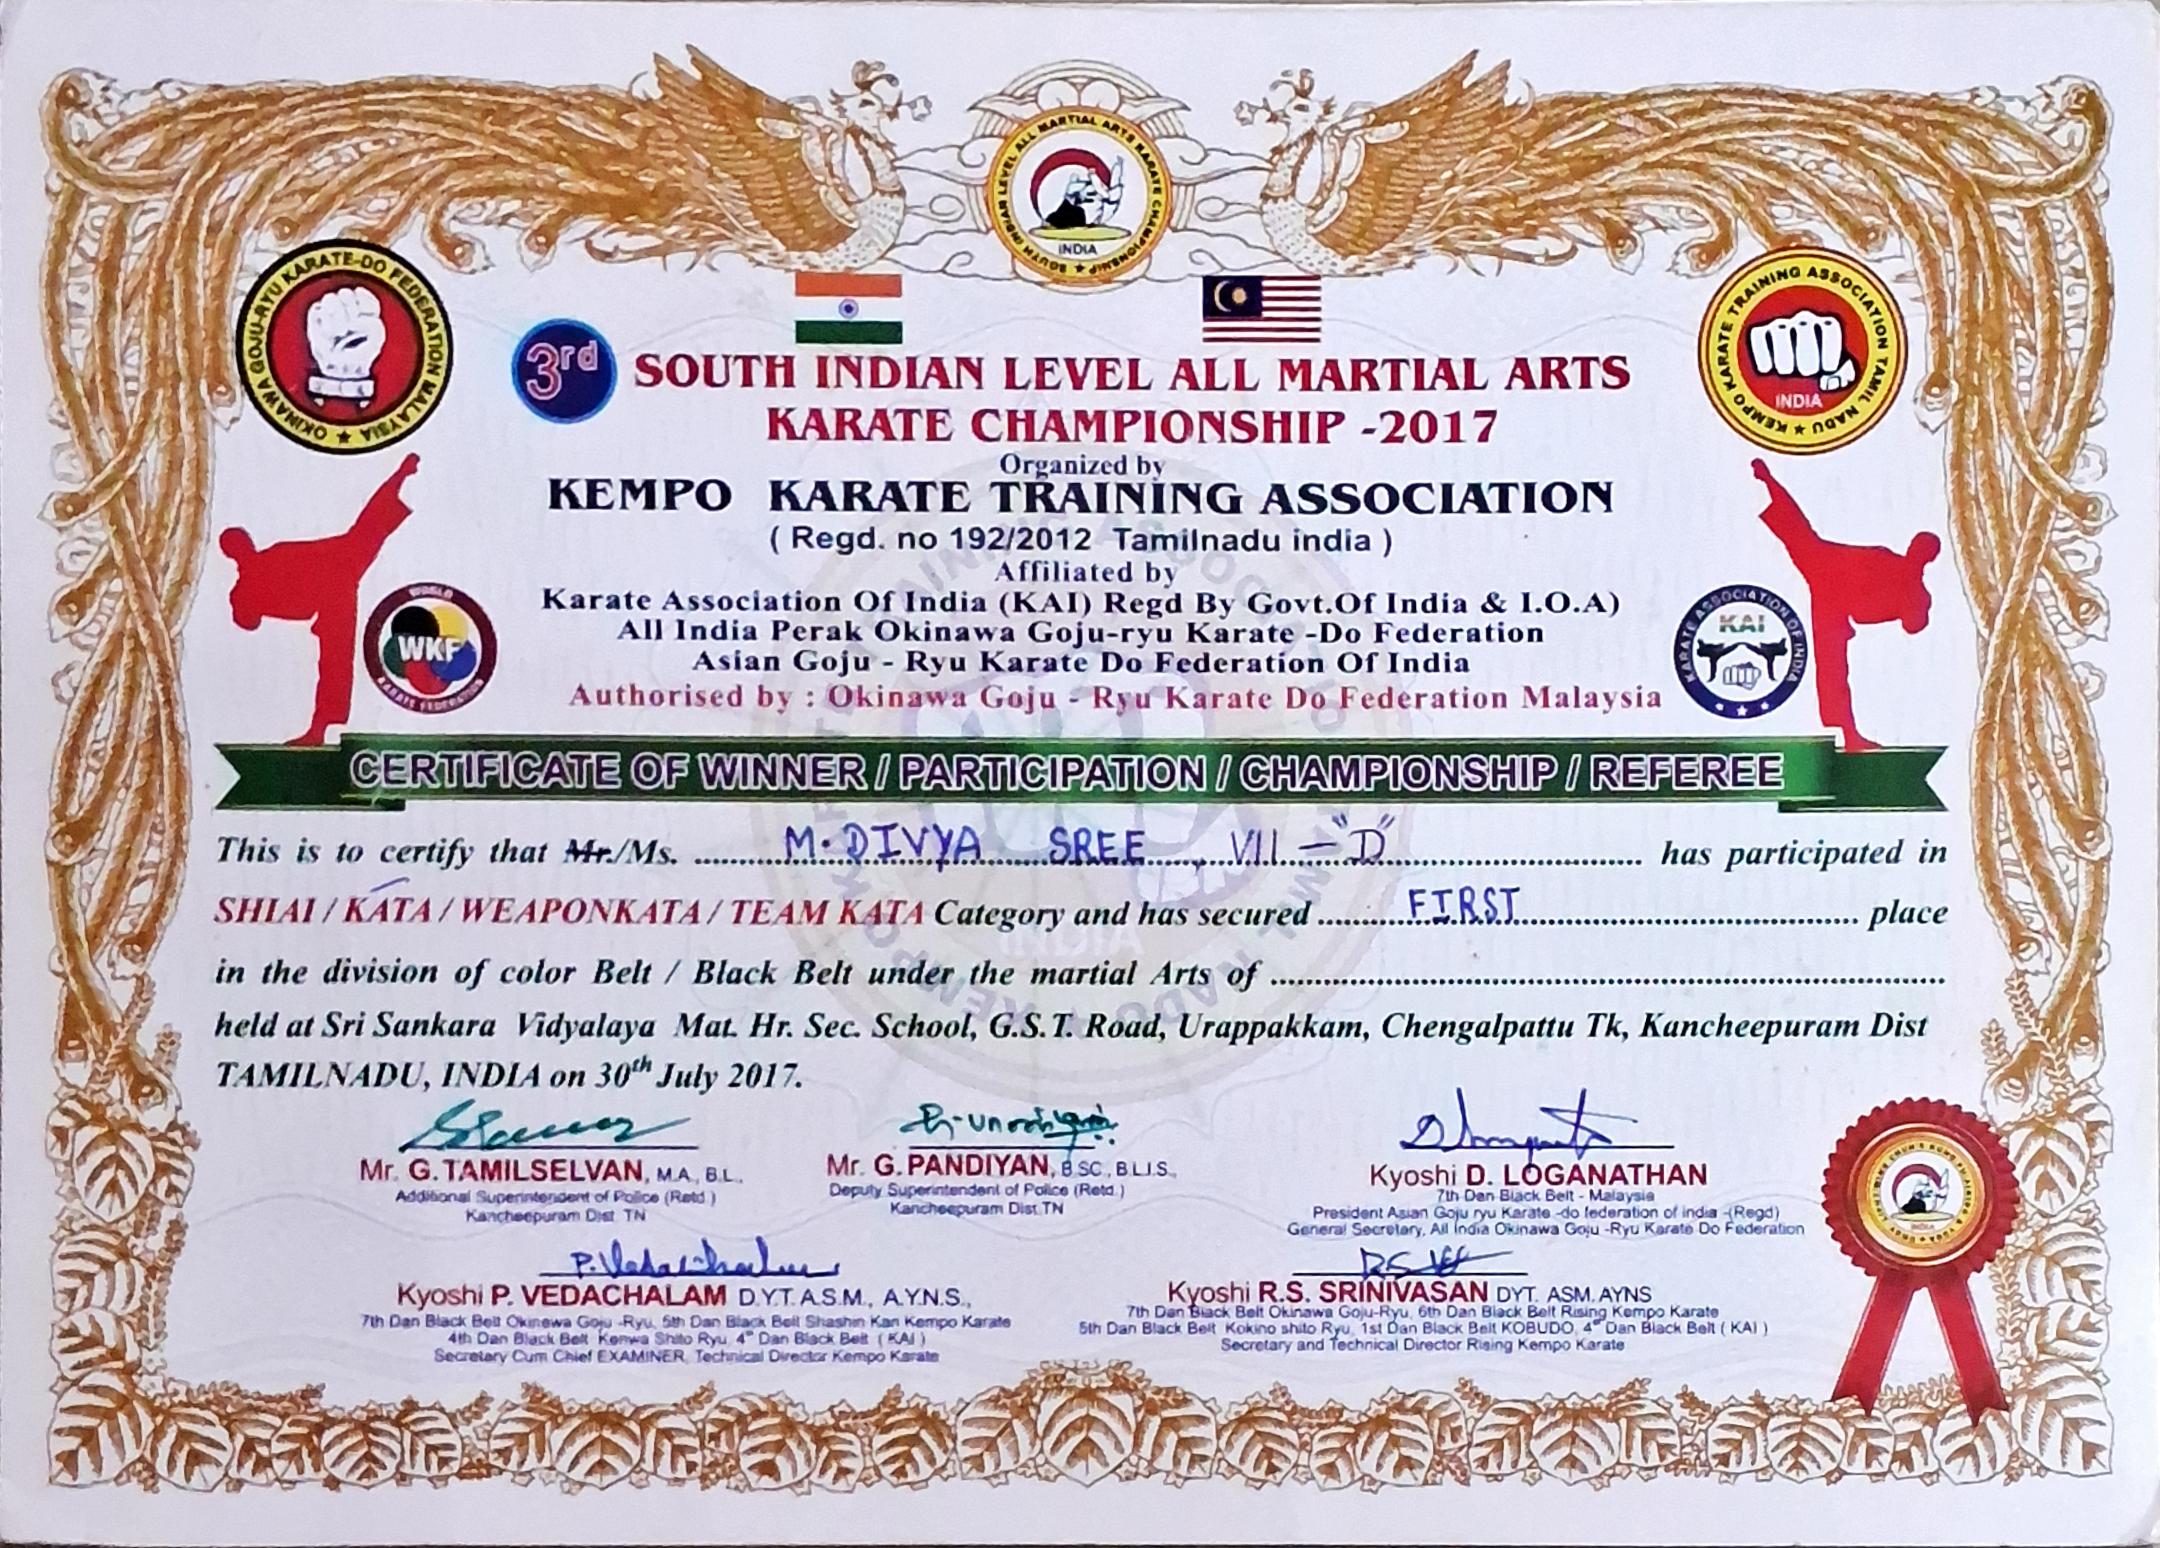 SOUTH INDIAN LEVEL ALL MARTIAL ARTS KARATE CHAMPIONSHIP ★
INDIA
OKINAWA GOJU-RYU KARATE-DO FEDERATION MALAYSIA ★
KEMPO KARATE TRAINING ASSOCIATION TAMIL NADU ★
INDIA
3rd SOUTH INDIAN LEVEL ALL MARTIAL ARTS
KARATE CHAMPIONSHIP -2017
Organized by
KEMPO KARATE TRAINING ASSOCIATION
( Regd. no 192/2012 Tamilnadu india )
Affiliated by
Karate Association Of India (KAI) Regd By Govt.Of India & I.O.A)
All India Perak Okinawa Goju-ryu Karate -Do Federation
Asian Goju - Ryu Karate Do Federation Of India
Authorised by : Okinawa Goju - Ryu Karate Do Federation Malaysia
WORLD KARATE FEDERATION
WKF
KARATE ASSOCIATION OF INDIA
KAI
CERTIFICATE OF WINNER / PARTICIPATION / CHAMPIONSHIP / REFEREE
This is to certify that Mr./Ms. M. DIVYA SREE, VII - "D" has participated in
SHIAI / KATA / WEAPONKATA / TEAM KATA Category and has secured FIRST place
in the division of color Belt / Black Belt under the martial Arts of
held at Sri Sankara Vidyalaya Mat. Hr. Sec. School, G.S.T. Road, Urappakkam, Chengalpattu Tk, Kancheepuram Dist
TAMILNADU, INDIA on 30th July 2017.
Mr. G. TAMILSELVAN, M.A., B.L.,
Additional Superintendent of Police (Retd.)
Kancheepuram Dist. TN
Mr. G. PANDIYAN, B.SC., B.L.I.S.,
Deputy Superintendent of Police (Retd.)
Kancheepuram Dist. TN
Kyoshi D. LOGANATHAN
7th Dan Black Belt - Malaysia
President Asian Goju ryu Karate -do federation of india -(Regd)
General Secretary, All India Okinawa Goju -Ryu Karate Do Federation
P. Vedachalam
Kyoshi P. VEDACHALAM D.Y.T. A.S.M., A.Y.N.S.,
7th Dan Black Belt Okinewa Goju -Ryu, 5th Dan Black Belt Shashin Kan Kempo Karate
4th Dan Black Belt Kenwa Shito Ryu, 4th Dan Black Belt ( KAI )
Secretary Cum Chief EXAMINER, Technical Director Kempo Karate
Kyoshi R.S. SRINIVASAN DYT. ASM. AYNS
7th Dan Black Belt Okinawa Goju-Ryu, 6th Dan Black Belt Rising Kempo Karate
5th Dan Black Belt Kokino shito Ryu, 1st Dan Black Belt KOBUDO, 4th Dan Black Belt ( KAI )
Secretary and Technical Director Rising Kempo Karate